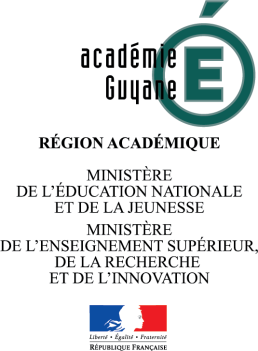 académie
Guyane
É
RÉGION ACADÉMIQUE
MINISTÈRE
DE L'ÉDUCATION NATIONALE
ET DE LA JEUNESSE
MINISTÈRE
DE L'ENSEIGNEMENT SUPÉRIEUR,
DE LA RECHERCHE
ET DE L'INNOVATION
Liberté • Égalité • Fraternité
RÉPUBLIQUE FRANÇAISE